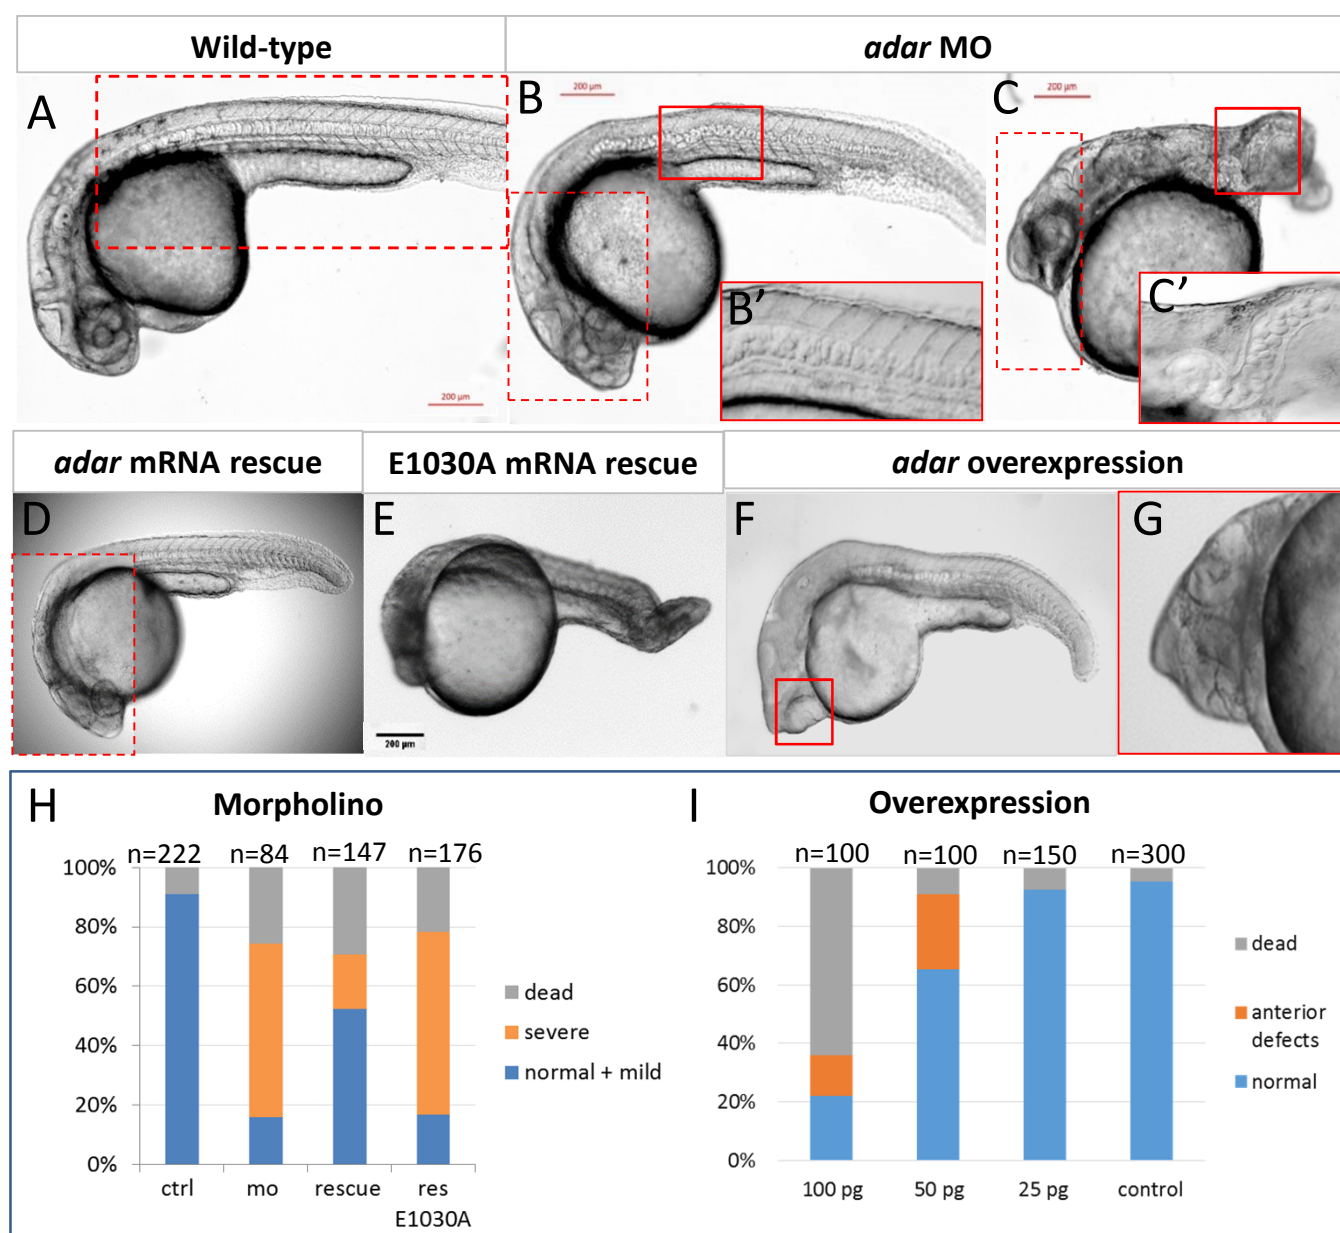 Wild-type
adar MO
A
B
200 µm
C
200 µm
200 µm
B’
C’
adar mRNA rescue
E1030A mRNA rescue
adar overexpression
D
E
200 µm
F
G
H
Morpholino
n=222
n=84
n=147
n=176
100%
80%
60%
40%
20%
0%
dead
severe
normal + mild
ctrl
mo
rescue
res
E1030A
I
Overexpression
n=100
n=100
n=150
n=300
100%
80%
60%
40%
20%
0%
dead
anterior
defects
normal
100 pg
50 pg
25 pg
control